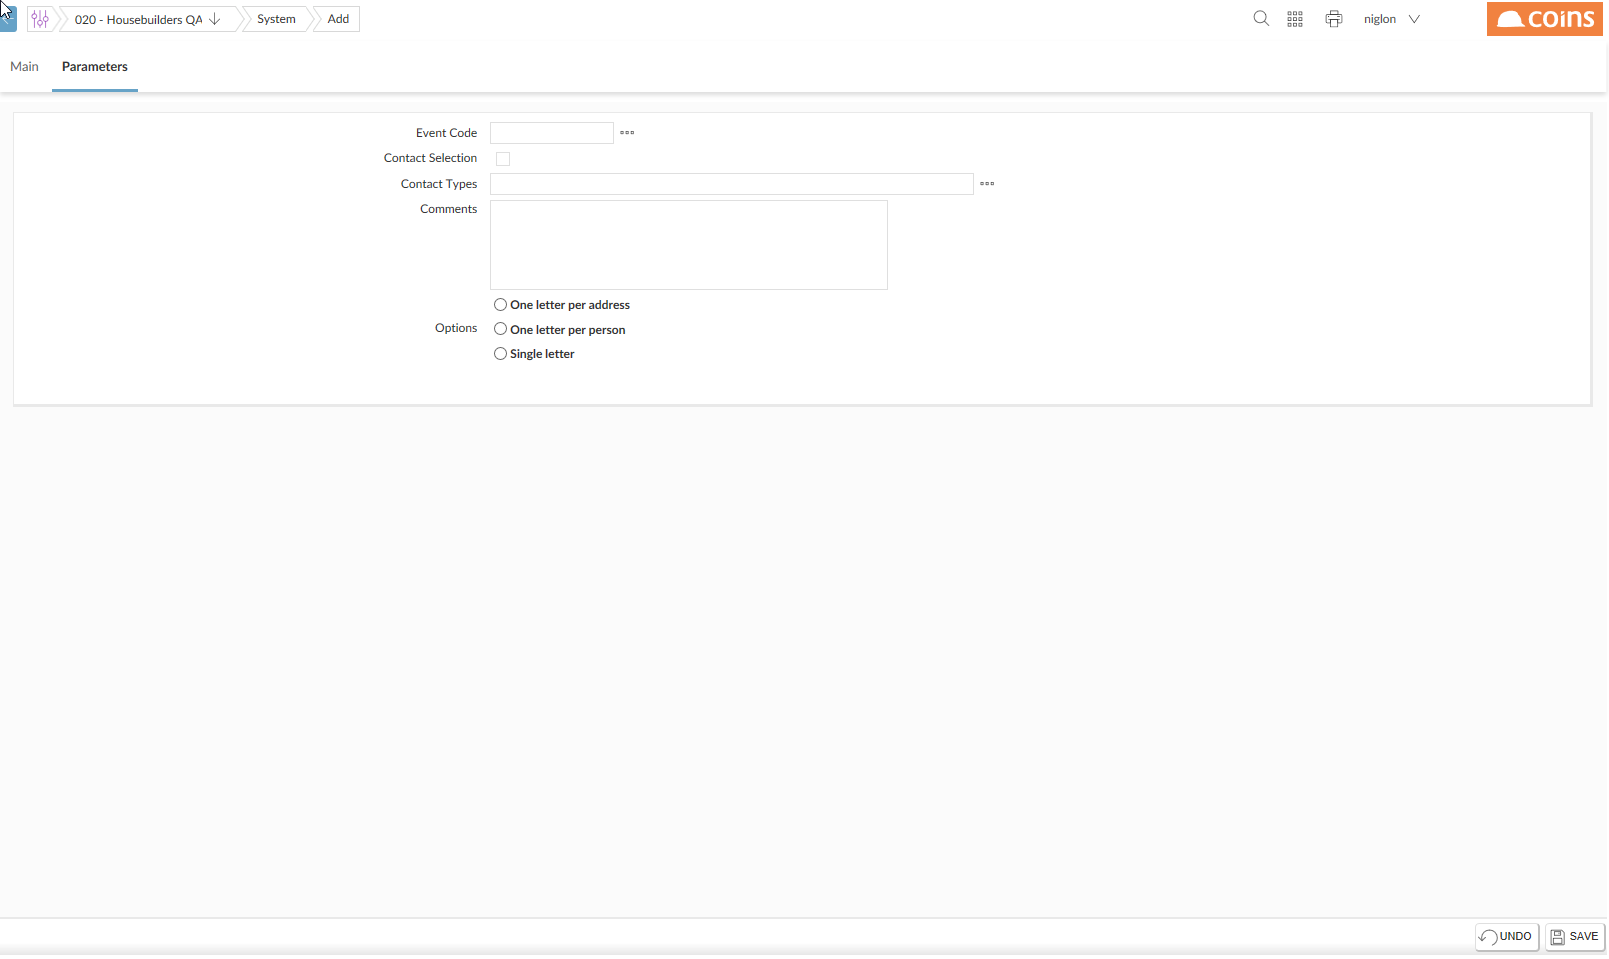 020 - Housebuilders QA
System
Add
niglon
coins
Main
Parameters
Event Code
Contact Selection
Contact Types
Comments
One letter per address
Options
One letter per person
Single letter
UNDO
SAVE